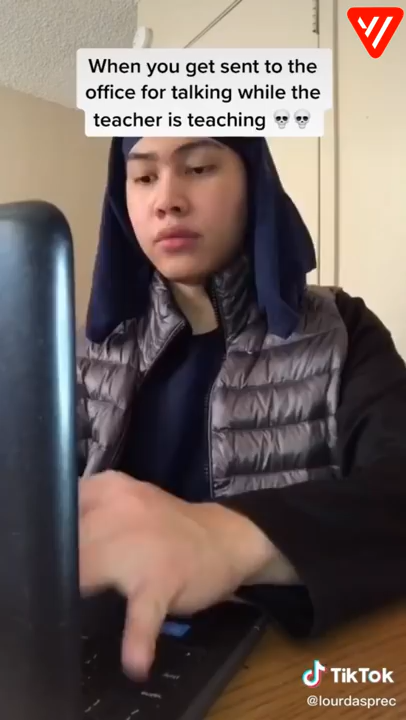 When you get sent to the
office for talking while the
teacher is teaching 💀💀
TikTok
@lourdasprec